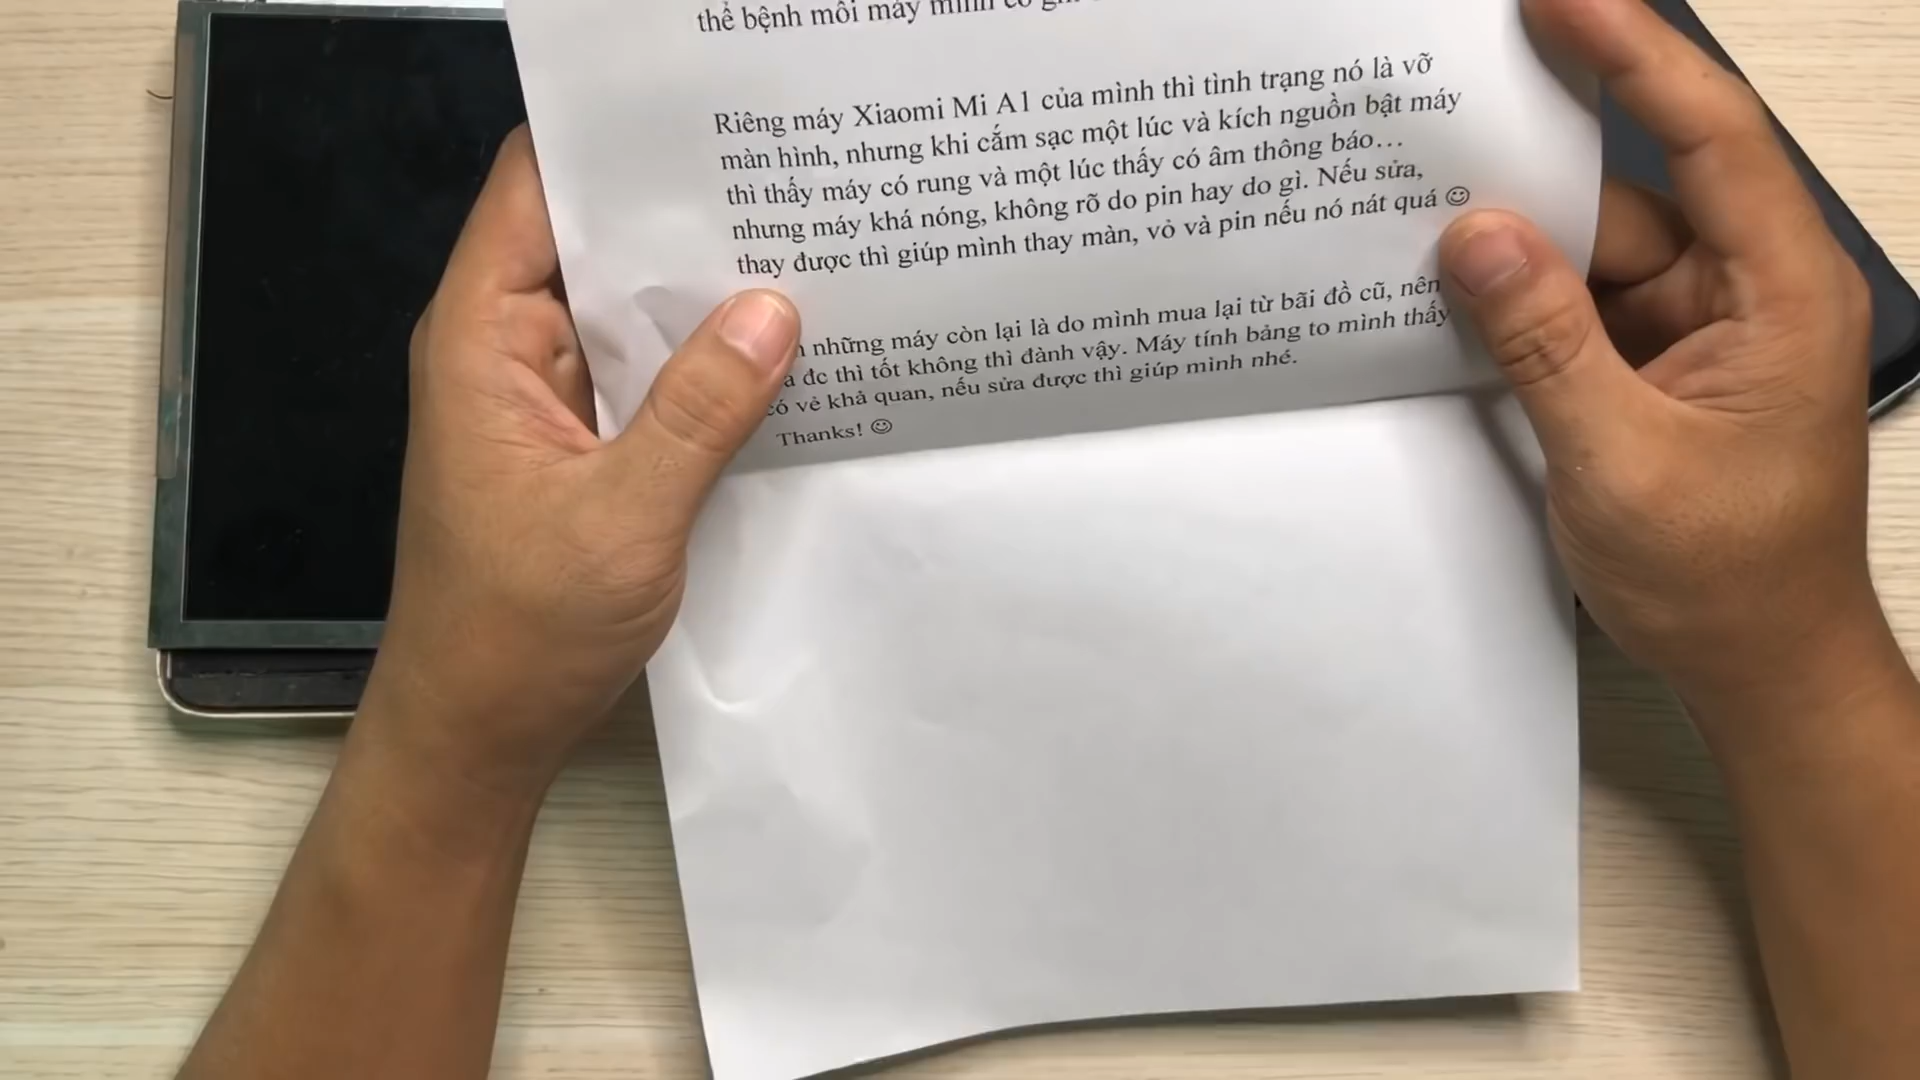 thể bệnh mỗi máy mình có
Riêng máy Xiaomi Mi A1 của mình thì tình trạng nó là vỡ
màn hình, nhưng khi cắm sạc một lúc và kích nguồn bật máy
thì thấy máy có rung và một lúc thấy có âm thông báo…
nhưng máy khá nóng, không rõ do pin hay do gì. Nếu sửa,
thay được thì giúp mình thay màn, vỏ và pin nếu nó nát quá ☺
những máy còn lại là do mình mua lại từ bãi đồ cũ, nên
đc thì tốt không thì đành vậy. Máy tính bảng to mình thấy
có vẻ khả quan, nếu sửa được thì giúp mình nhé.
Thanks! ☺